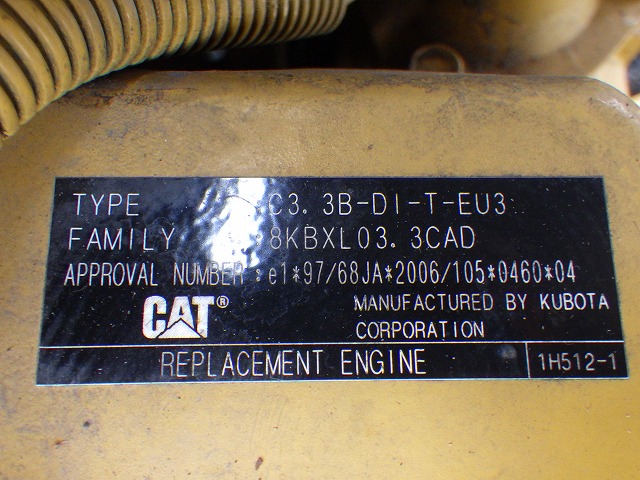 TYPE : C3.3B-DI-T-EU3
FAMILY : 8KBXL03.3CAD
APPROVAL NUMBER : e1*97/68JA*2006/105*0460*04
CAT®
MANUFACTURED BY KUBOTA
CORPORATION
REPLACEMENT ENGINE
1H512-1